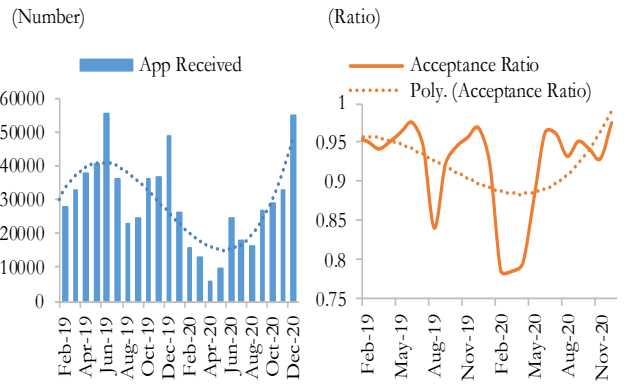 (Number)
App Received
60000
50000
40000
30000
20000
10000
0
Feb-19
Apr-19
Jun-19
Aug-19
Oct-19
Dec-19
Feb-20
Apr-20
Jun-20
Aug-20
Oct-20
Dec-20
(Ratio)
Acceptance Ratio
Poly. (Acceptance Ratio)
1
0.95
0.9
0.85
0.8
0.75
Feb-19
May-19
Aug-19
Nov-19
Feb-20
May-20
Aug-20
Nov-20